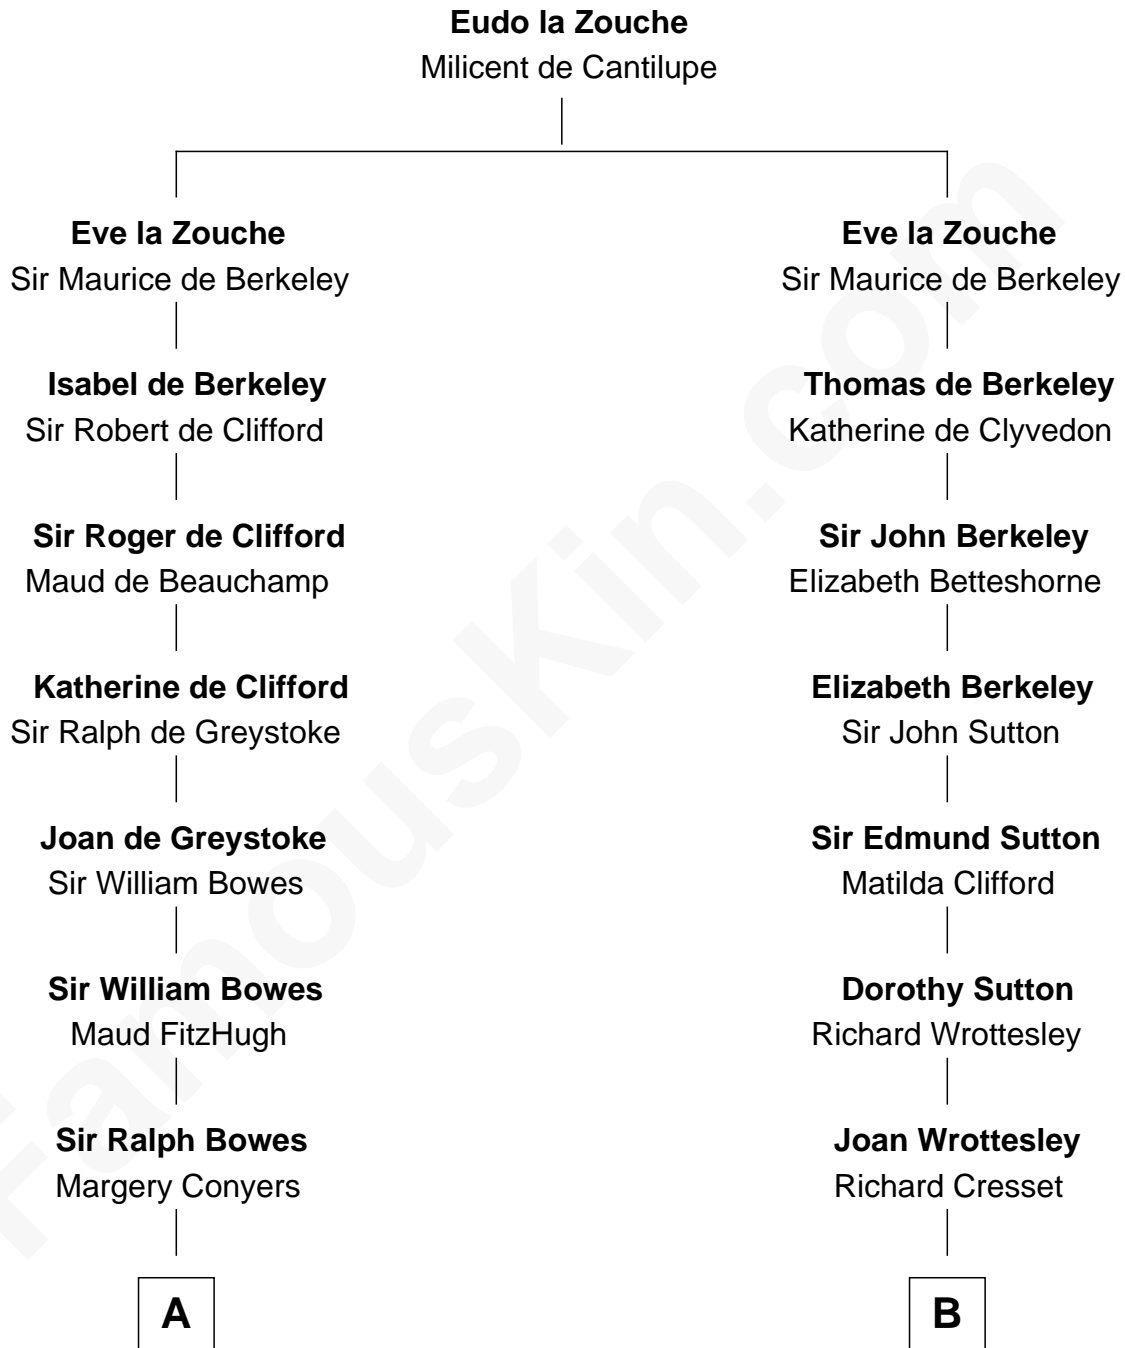 Eudo la Zouche
Milicent de Cantilupe
Eve la Zouche
Sir Maurice de Berkeley
Isabel de Berkeley
Sir Robert de Clifford
Sir Roger de Clifford
Maud de Beauchamp
Katherine de Clifford
Sir Ralph de Greystoke
Joan de Greystoke
Sir William Bowes
Sir William Bowes
Maud FitzHugh
Sir Ralph Bowes
Margery Conyers
A
Eve la Zouche
Sir Maurice de Berkeley
Thomas de Berkeley
Katherine de Clyvedon
Sir John Berkeley
Elizabeth Betteshorne
Elizabeth Berkeley
Sir John Sutton
Sir Edmund Sutton
Matilda Clifford
Dorothy Sutton
Richard Wrottesley
Joan Wrottesley
Richard Cresset
B
FamousKin.com